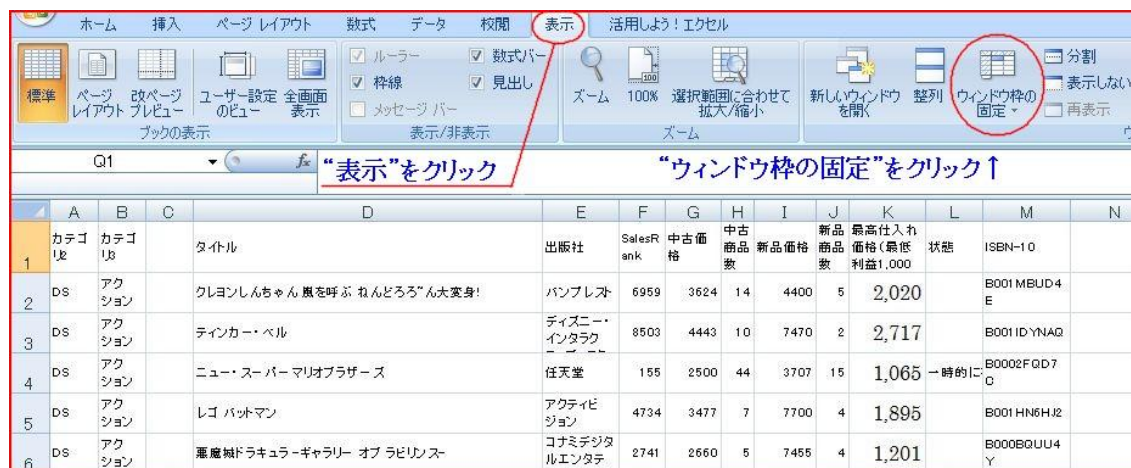 ホーム 挿入 ページ レイアウト 数式 データ 校閲 表示 活用しよう！エクセル
標準
ページ レイアウト
改ページ プレビュー
ユーザー設定 のビュー
全画面 表示
ブックの表示
ルーラー 数式バー
枠線 見出し
メッセージ バー
表示/非表示
ズーム
100%
選択範囲に合わせて 拡大/縮小
ズーム
新しいウィンドウ を開く
整列
ウィンドウ枠の 固定
分割
表示しない
再表示
Q1 fx
“表示”をクリック
“ウィンドウ枠の固定”をクリック↑
A B C D E F G H I J K L M N
1 カテゴリ2 カテゴリ3 タイトル 出版社 SalesRank 中古価格 中古商品数 新品価格 新品商品数 最高仕入れ価格(最低利益1,000 状態 ISBN-10
2 DS アクション クレヨンしんちゃん 嵐を呼ぶ ねんどろろ~ん大変身! バンプレスト 6959 3624 14 4400 5 2,020 B001MBUD4E
3 DS アクション ティンカー・ベル ディズニー・インタラク 8503 4443 10 7470 2 2,717 B001IDYNAQ
4 DS アクション ニュー・スーパーマリオブラザーズ 任天堂 155 2500 44 3707 15 1,065 一時的に B0002FQD7C
5 DS アクション レゴ バットマン アクティビジョン 4734 3477 7 7700 4 1,895 B001HN6HJ2
6 DS アクション 悪魔城ドラキュラ-ギャラリー オブ ラビリンス- コナミデジタルエンタテ 2741 2660 5 7455 4 1,201 B000BQUU4Y